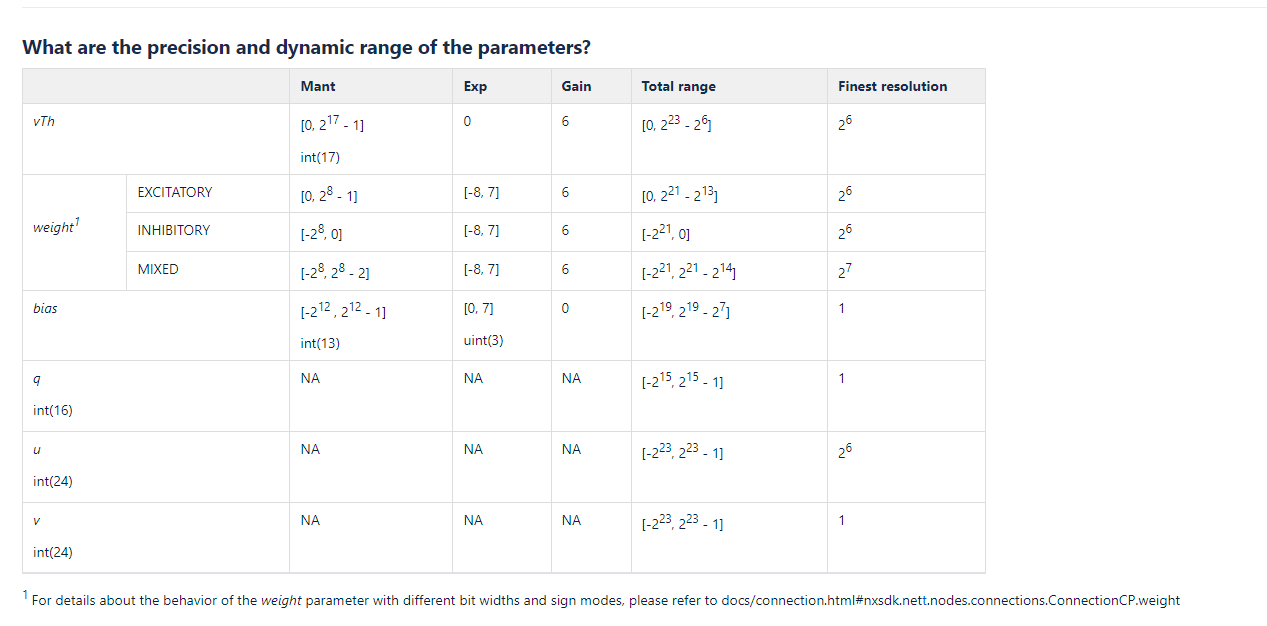 What are the precision and dynamic range of the parameters?
Mant Exp Gain Total range Finest resolution
vTh [0, 2^17 - 1] 0 6 [0, 2^23 - 2^6] 2^6
int(17)
EXCITATORY [0, 2^8 - 1] [-8, 7] 6 [0, 2^21 - 2^13] 2^6
weight^1 INHIBITORY [-2^8, 0] [-8, 7] 6 [-2^21, 0] 2^6
MIXED [-2^8, 2^8 - 2] [-8, 7] 6 [-2^21, 2^21 - 2^14] 2^7
bias [-2^12 , 2^12 - 1] [0, 7] 0 [-2^19, 2^19 - 2^7] 1
int(13) uint(3)
q NA NA NA [-2^15, 2^15 - 1] 1
int(16)
u NA NA NA [-2^23, 2^23 - 1] 2^6
int(24)
v NA NA NA [-2^23, 2^23 - 1] 1
int(24)
^1 For details about the behavior of the weight parameter with different bit widths and sign modes, please refer to docs/connection.html#nxsdk.nett.nodes.connections.ConnectionCP.weight